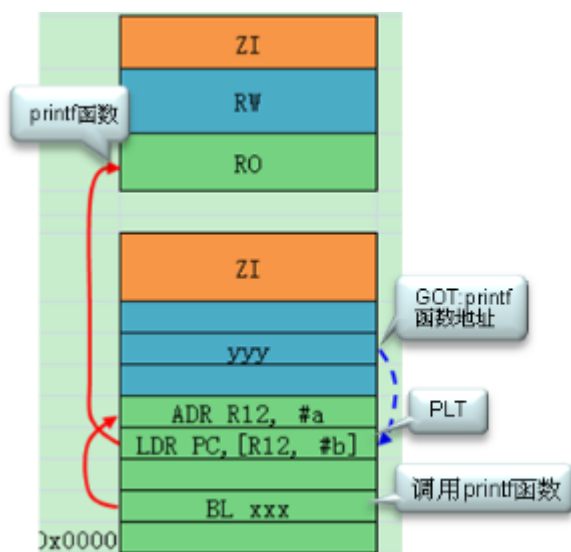 ZI
RW
printf函数
RO
ZI
GOT:printf
函数地址
yyy
ADR R12, #a
PLT
LDR PC,[R12, #b]
调用printf函数
BL xxx
0x0000